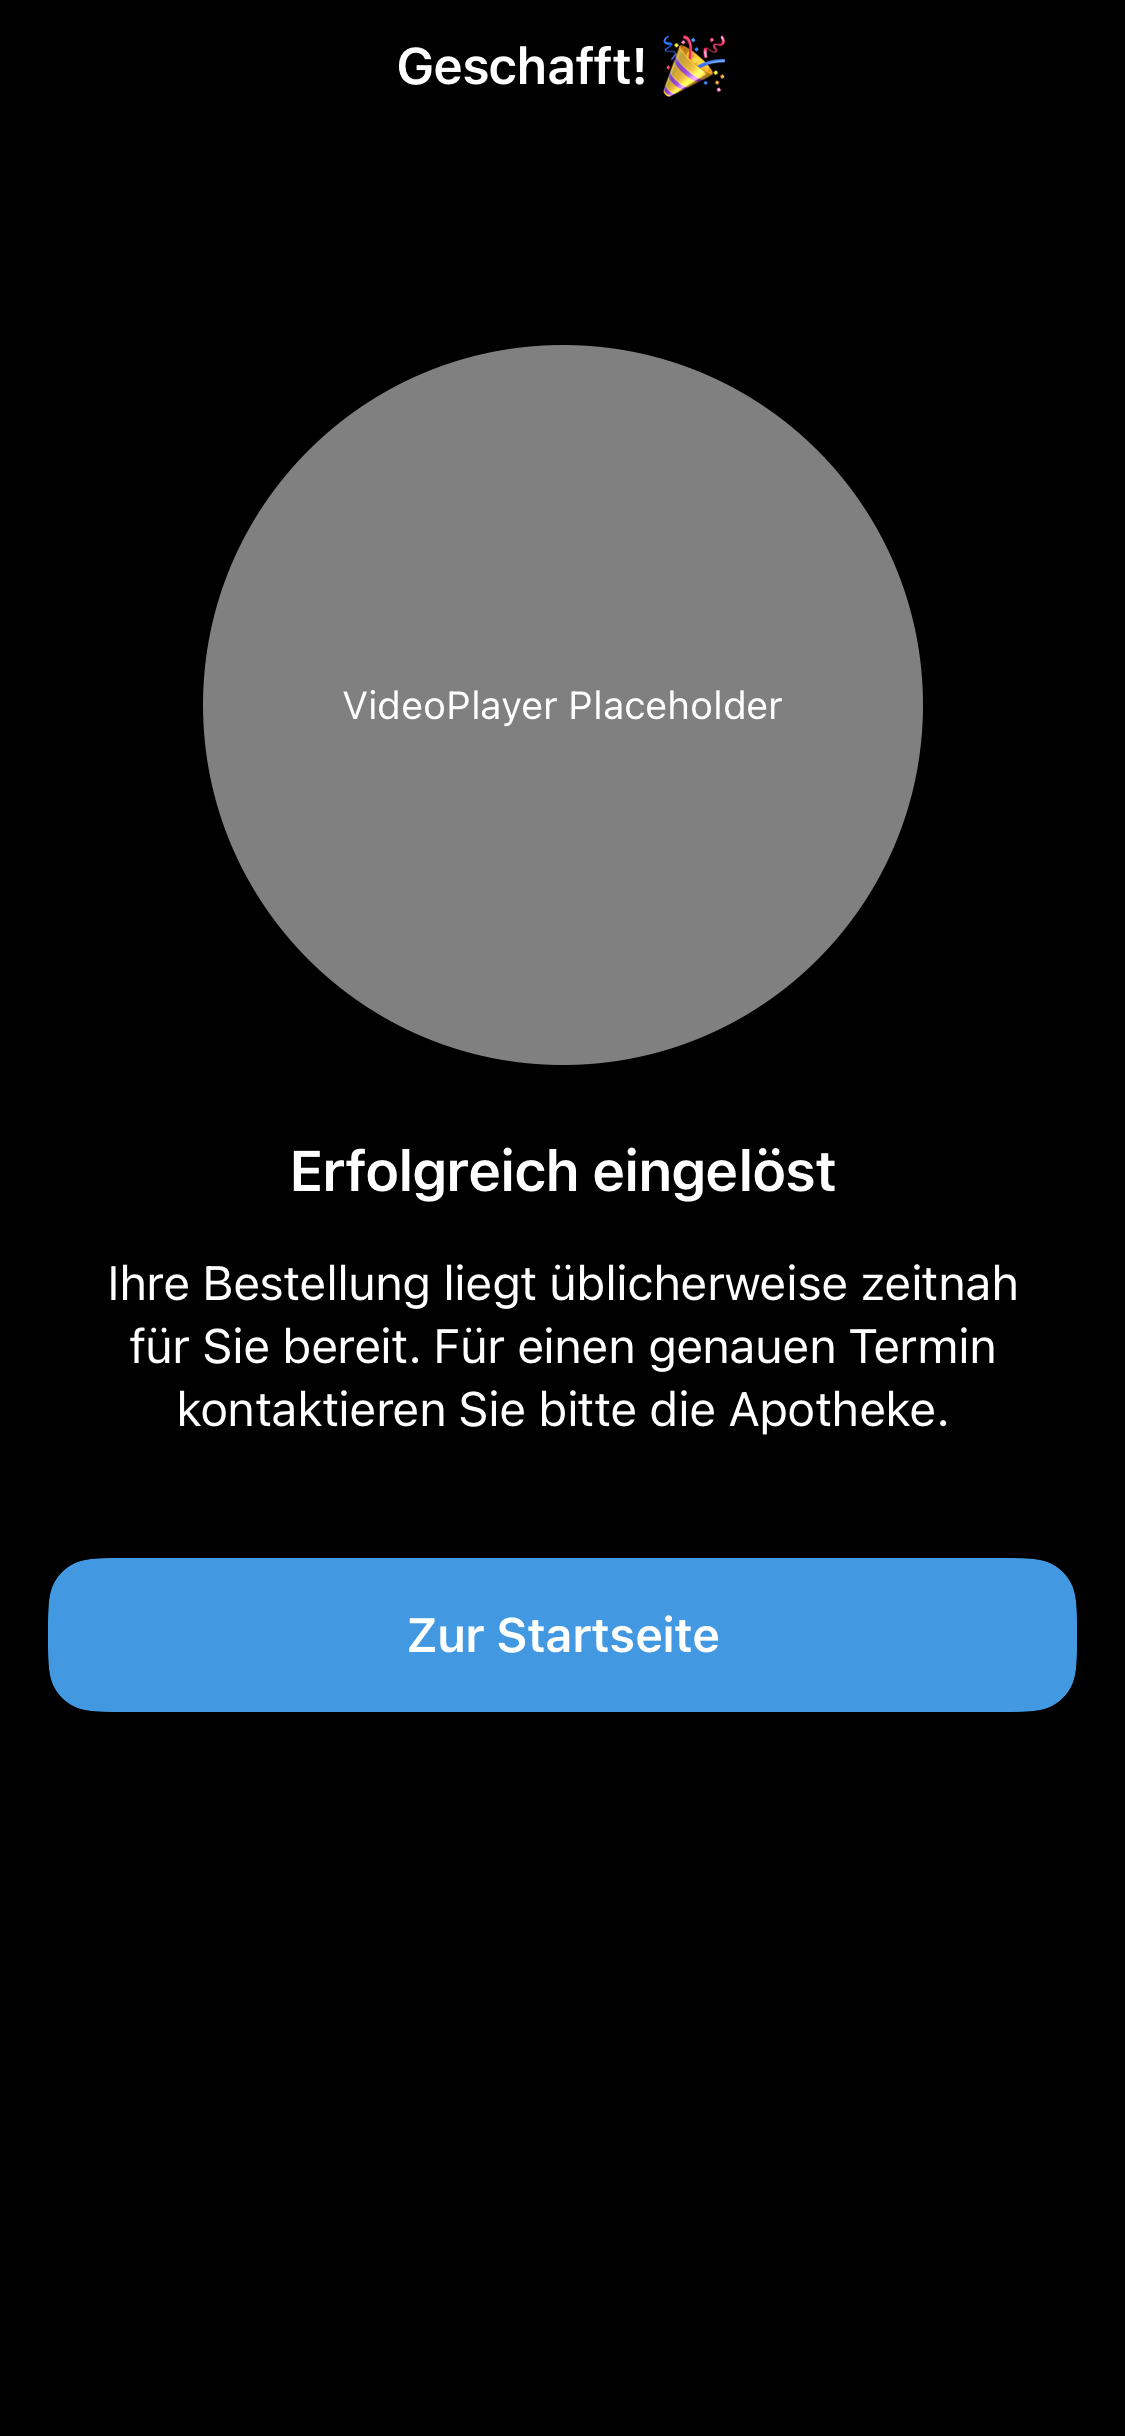 Geschafft! 🎉
VideoPlayer Placeholder
Erfolgreich eingelöst
Ihre Bestellung liegt üblicherweise zeitnah
für Sie bereit. Für einen genauen Termin
kontaktieren Sie bitte die Apotheke.
Zur Startseite